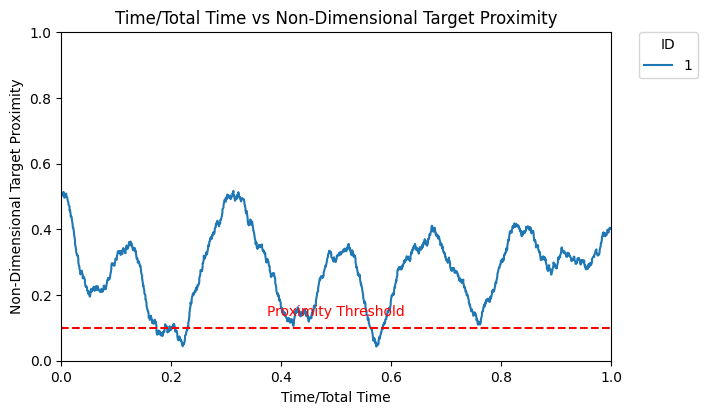 Time/Total Time vs Non-Dimensional Target Proximity
ID
1
Non-Dimensional Target Proximity
1.0
0.8
0.6
0.4
0.2
0.0
Proximity Threshold
0.0 0.2 0.4 0.6 0.8 1.0
Time/Total Time